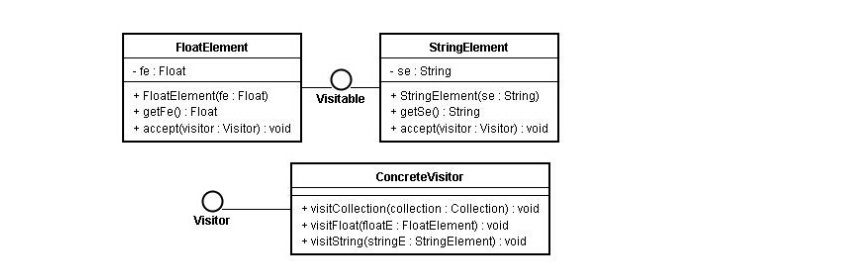 FloatElement
- fe : Float
+ FloatElement(fe : Float)
+ getFe() : Float
+ accept(visitor : Visitor) : void
Visitable
StringElement
- se : String
+ StringElement(se : String)
+ getSe() : String
+ accept(visitor : Visitor) : void
Visitor
ConcreteVisitor
+ visitCollection(collection : Collection) : void
+ visitFloat(floatE : FloatElement) : void
+ visitString(stringE : StringElement) : void